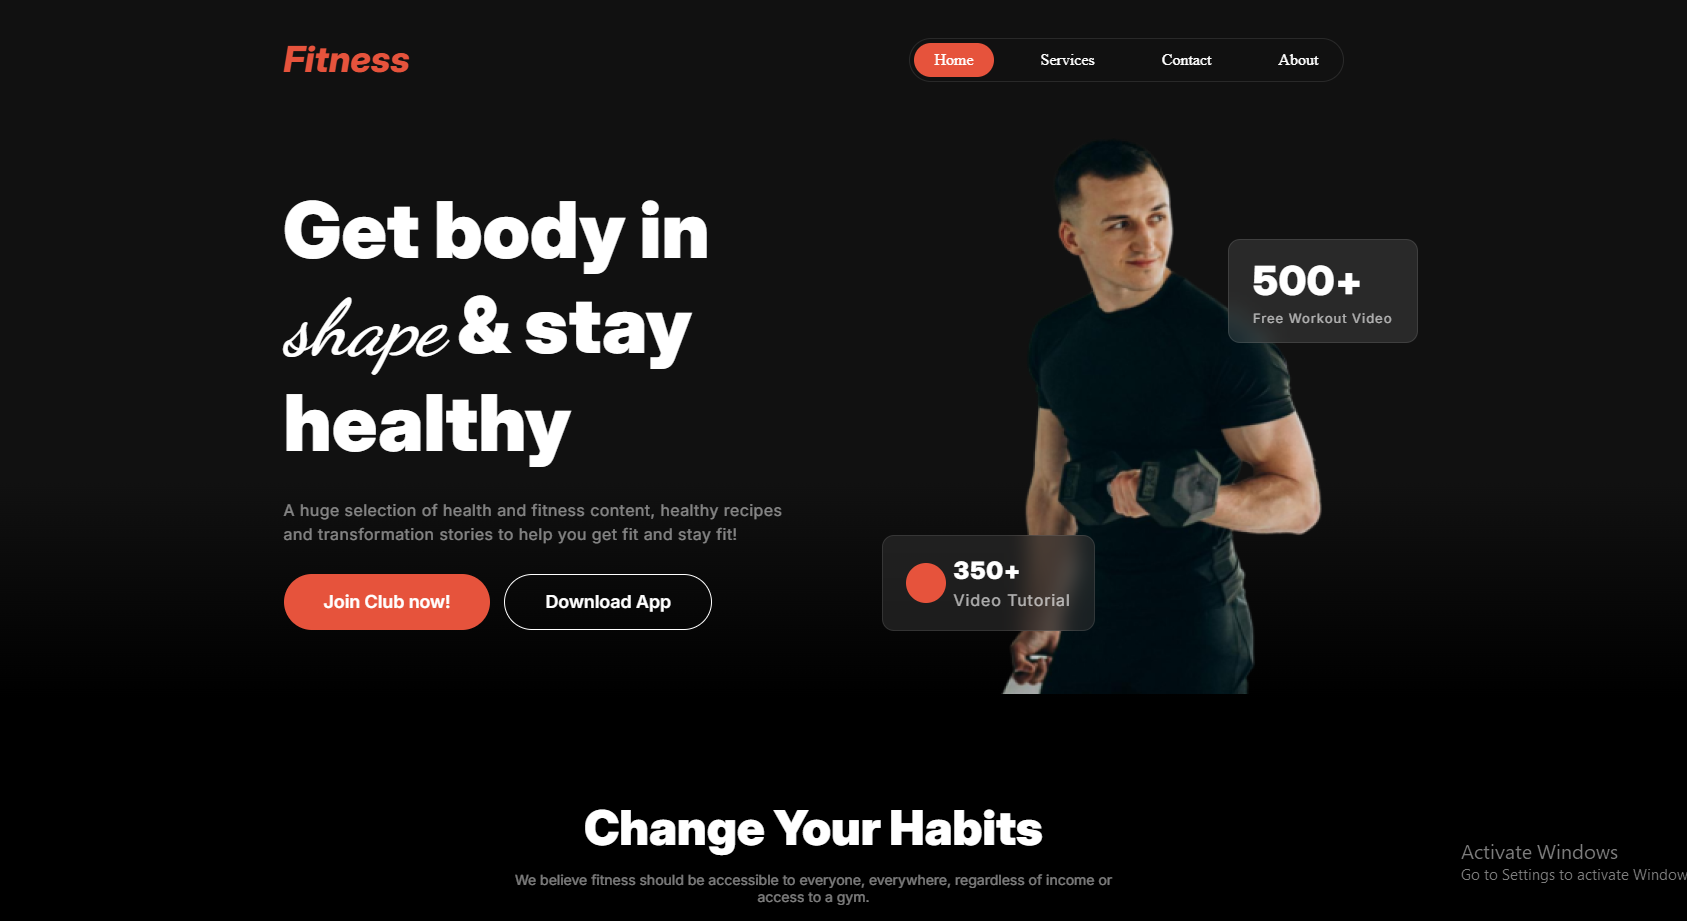 Fitness
Home Services Contact About
Get body in
shape & stay
healthy
500+
Free Workout Video
A huge selection of health and fitness content, healthy recipes
and transformation stories to help you get fit and stay fit!
350+
Video Tutorial
Join Club now! Download App
Change Your Habits
We believe fitness should be accessible to everyone, everywhere, regardless of income or
access to a gym.
Activate Windows
Go to Settings to activate Window